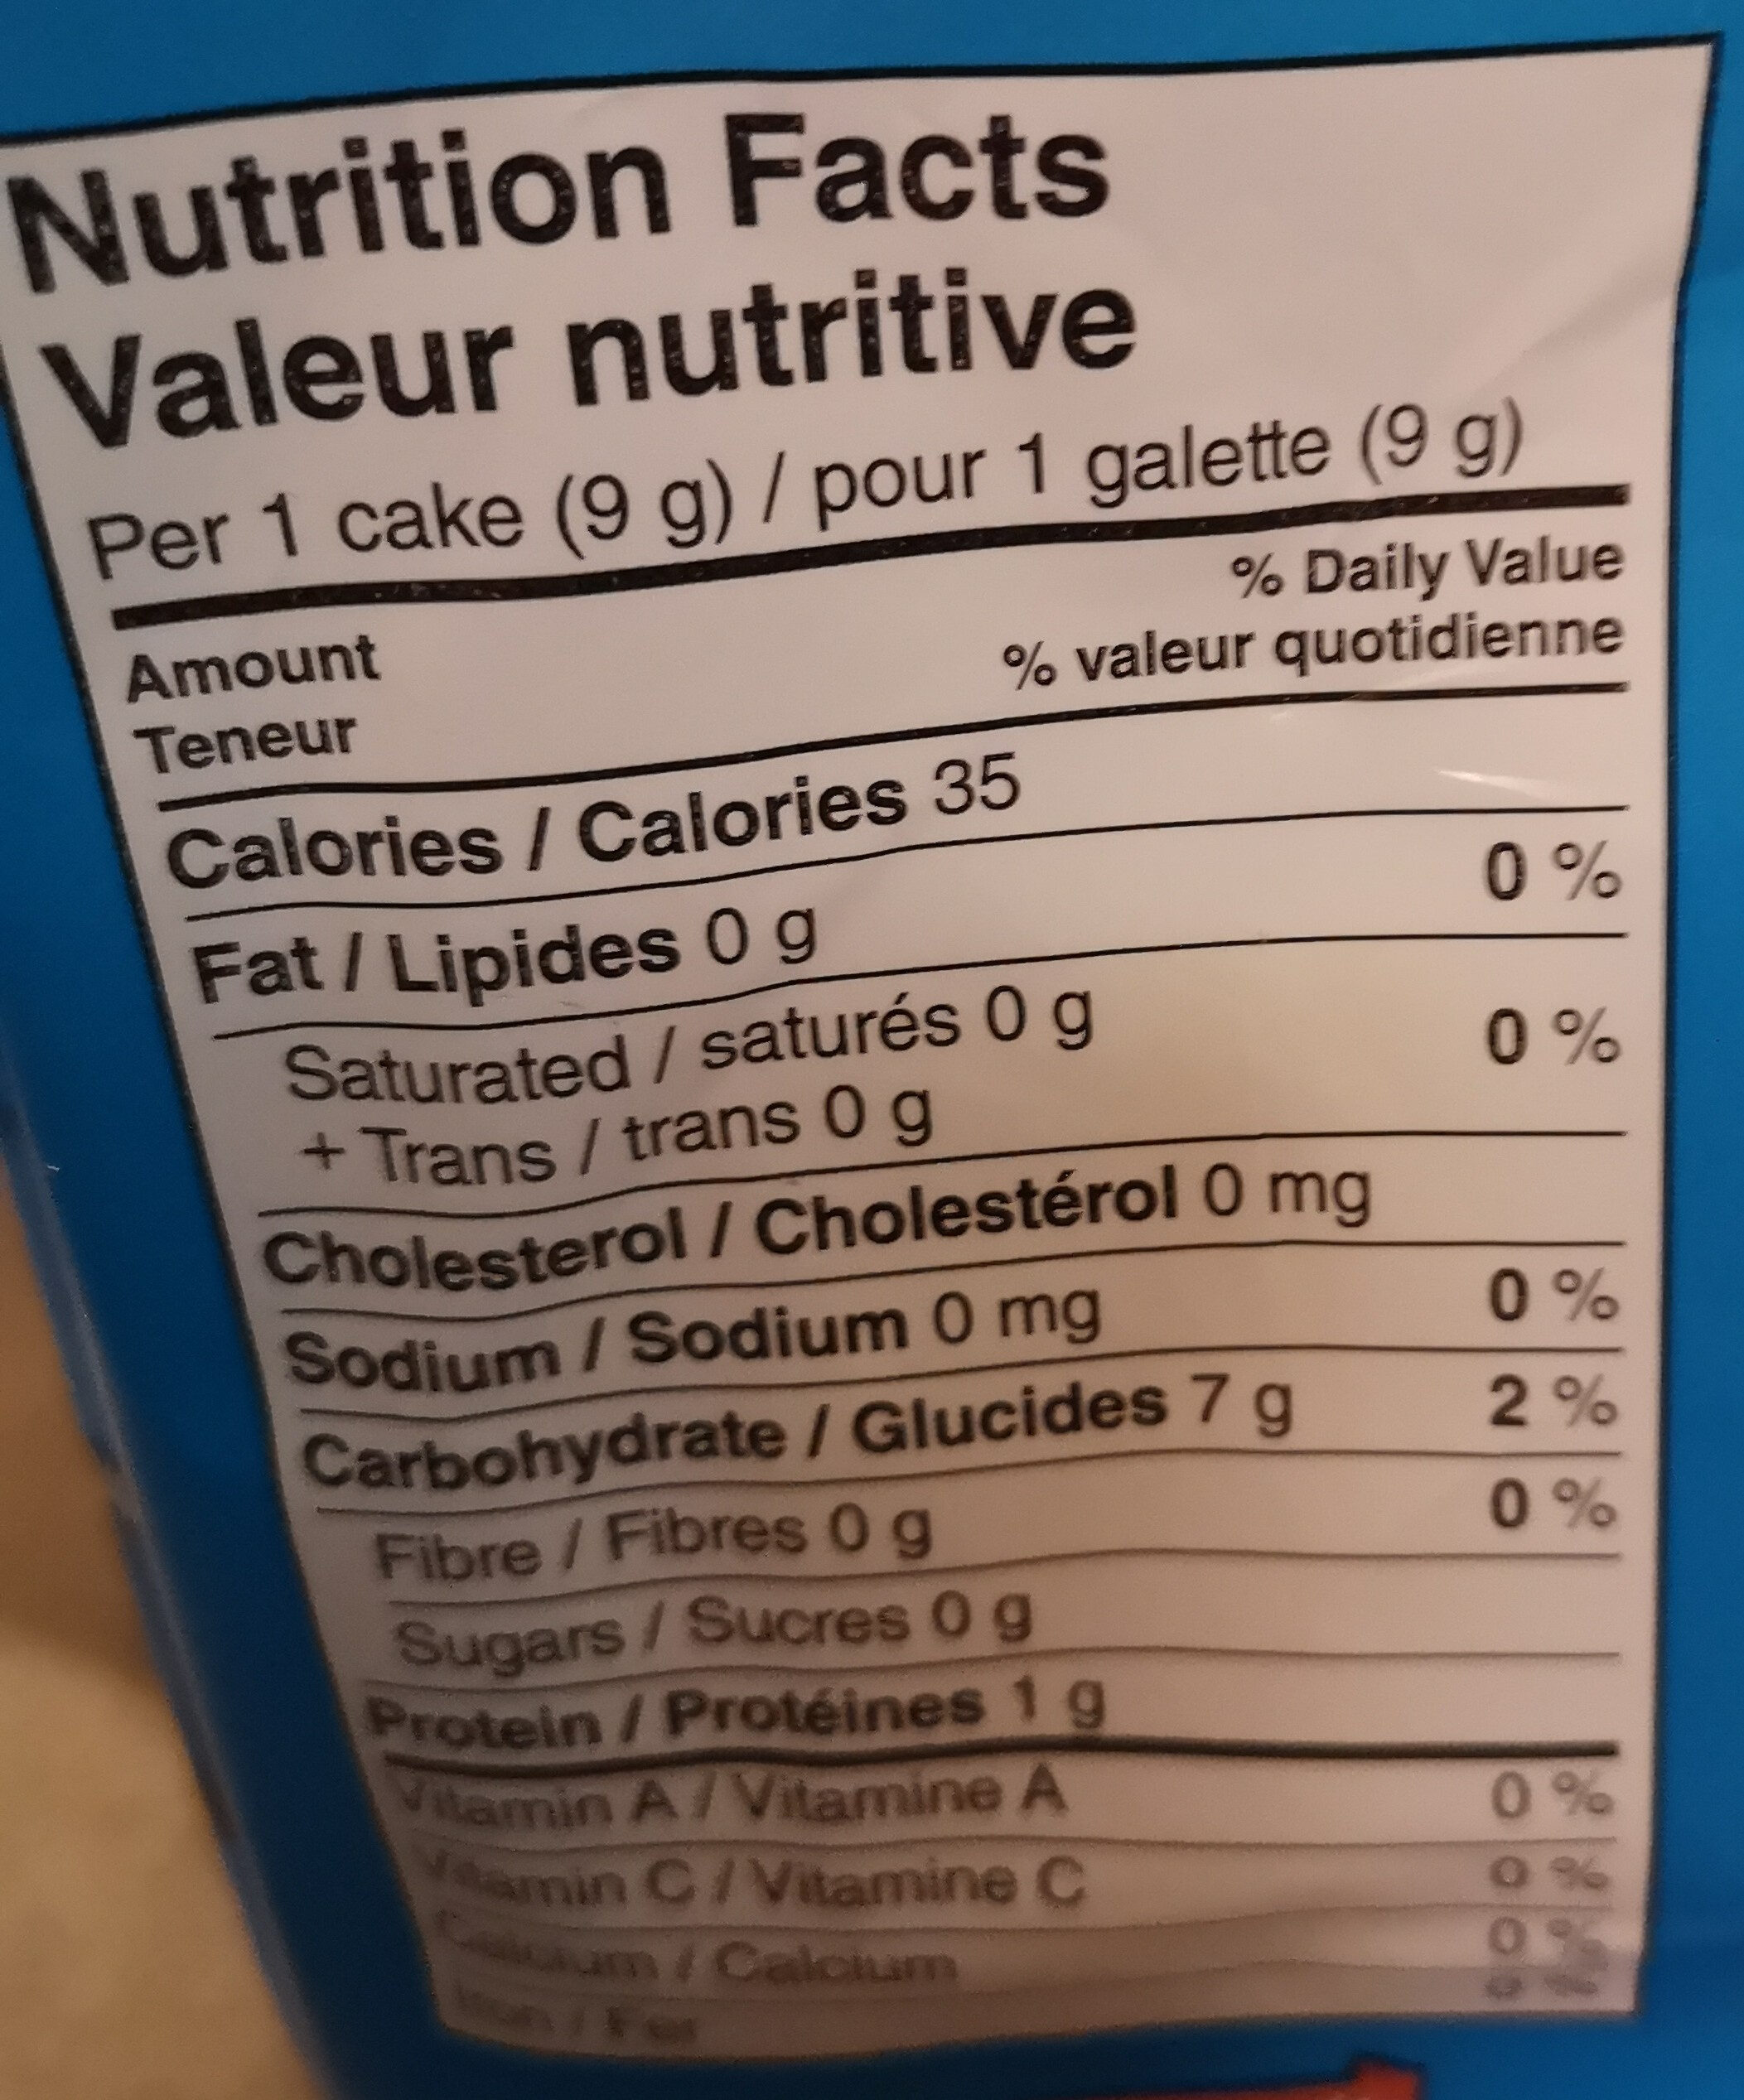 Nutrition Facts
Valeur nutritive
Per 1 cake (9 g) / pour 1 galette (9 g)
Amount % Daily Value
Teneur % valeur quotidienne
Calories / Calories 35
Fat / Lipides 0 g 0 %
Saturated / saturés 0 g
+ Trans / trans 0 g 0 %
Cholesterol / Cholestérol 0 mg
Sodium / Sodium 0 mg 0 %
Carbohydrate / Glucides 7 g 2 %
Fibre / Fibres 0 g 0 %
Sugars / Sucres 0 g
Protein / Protéines 1 g
Vitamin A / Vitamine A 0 %
Vitamin C / Vitamine C 0 %
Calcium / Calcium 0 %
Iron / Fer